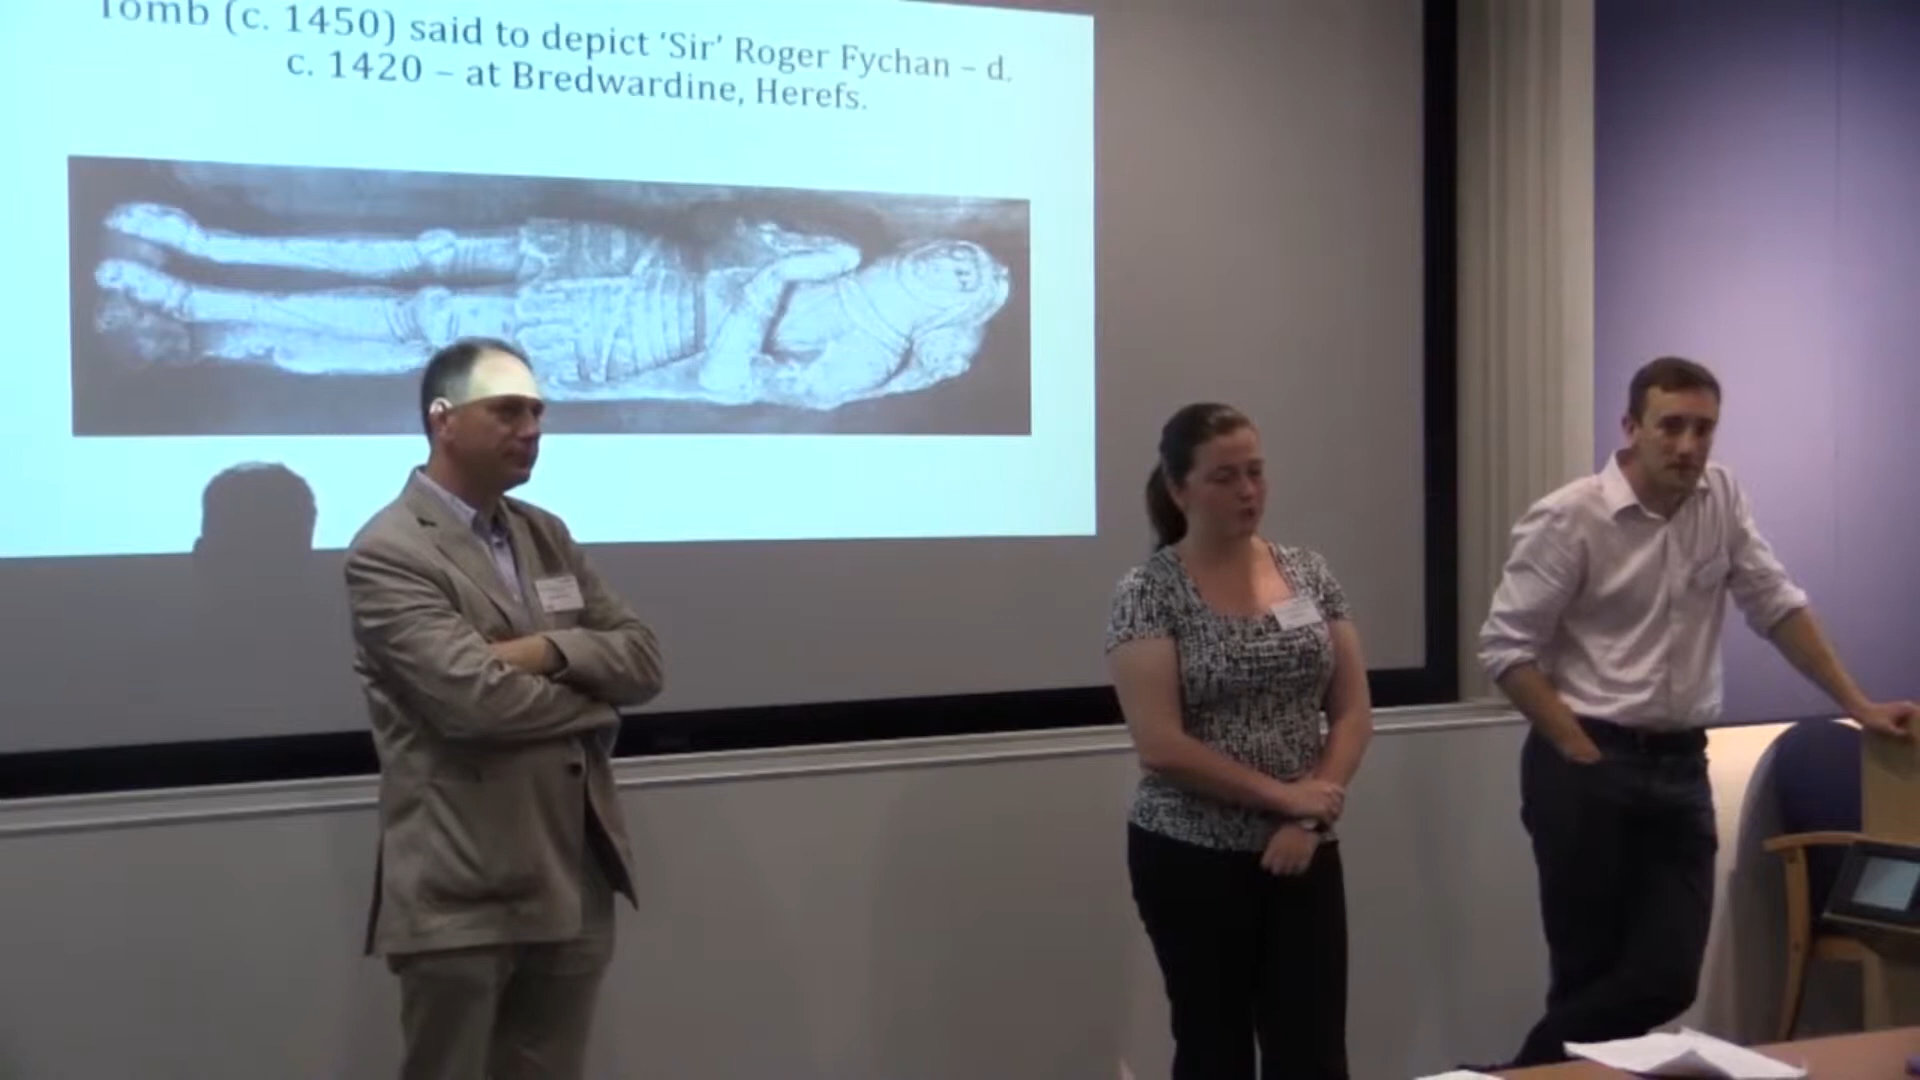 Tomb (c. 1450) said to depict ‘Sir’ Roger Fychan – d.
c. 1420 – at Bredwardine, Herefs.